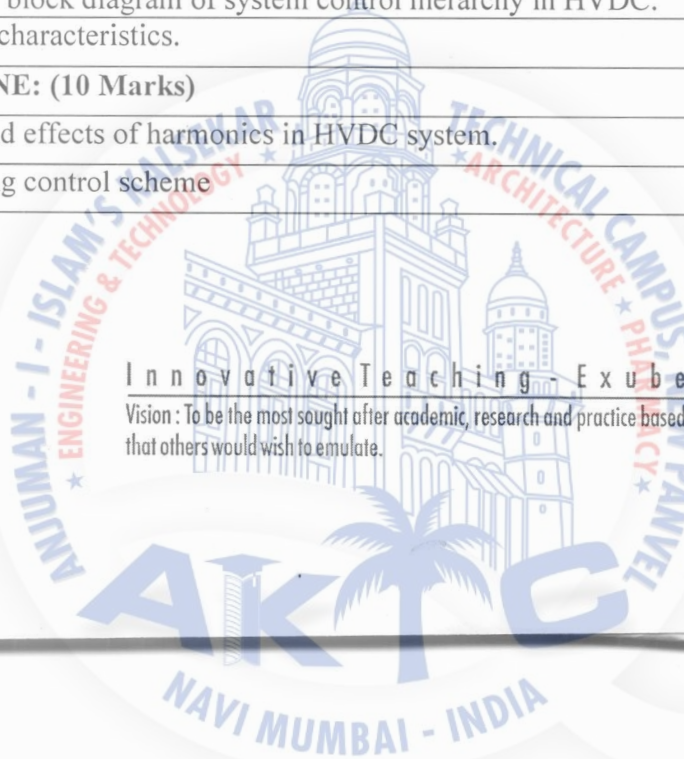 block diagram of system control hierarchy in HVDC.
characteristics.
NE: (10 Marks)
d effects of harmonics in HVDC system.
g control scheme
ANJUMAN - I - ISLAM'S KALSEKAR TECHNICAL CAMPUS, NEW PANVEL
★ ENGINEERING & TECHNOLOGY ★ ★ ARCHITECTURE ★ PHARMACY ★
Innovative Teaching - Exube
Vision : To be the most sought after academic, research and practice based
that others would wish to emulate.
AKTC
NAVI MUMBAI - INDIA